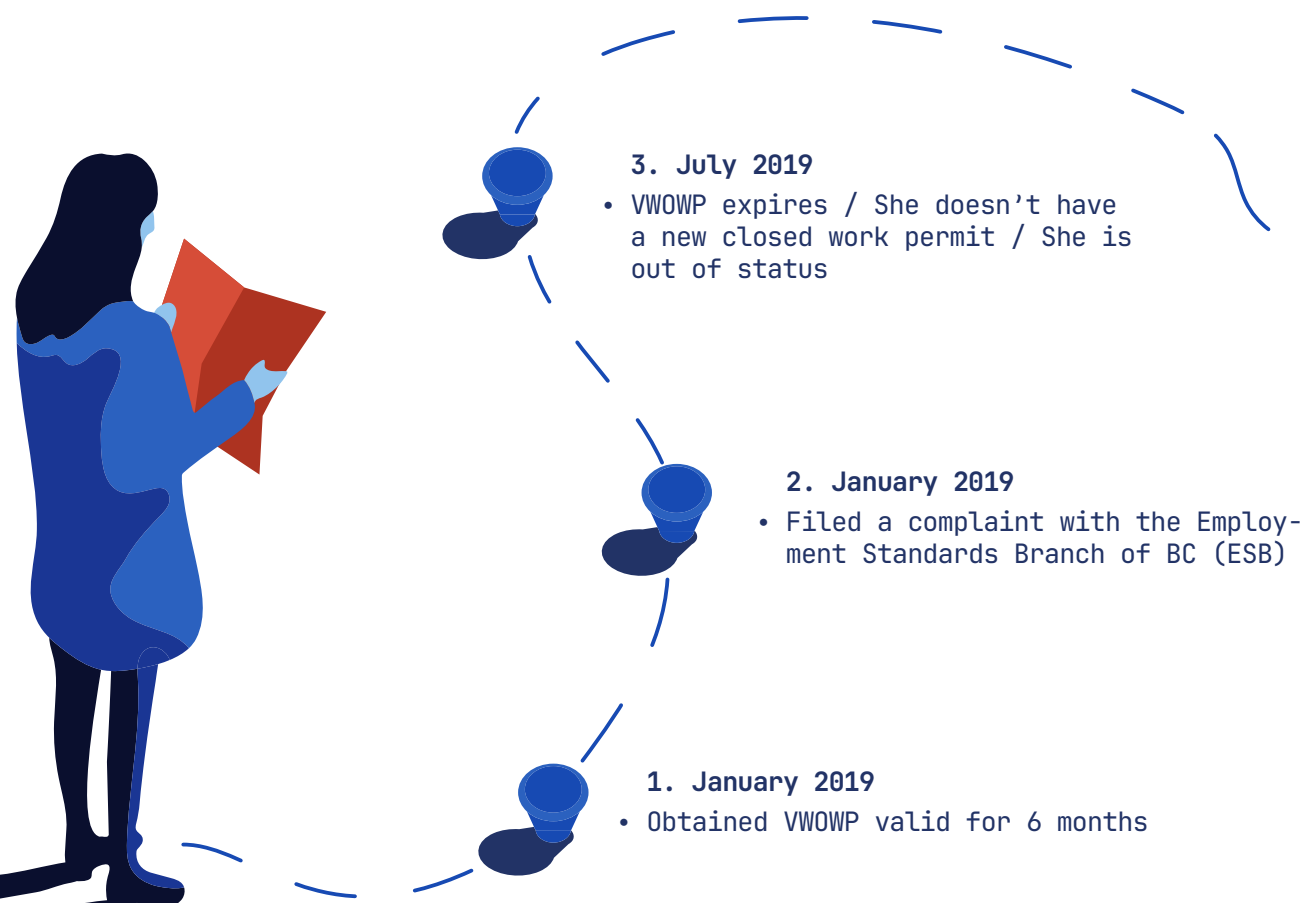 3. July 2019
• VWOWP expires / She doesn’t have
a new closed work permit / She is
out of status
2. January 2019
• Filed a complaint with the Employ-
ment Standards Branch of BC (ESB)
1. January 2019
• Obtained VWOWP valid for 6 months